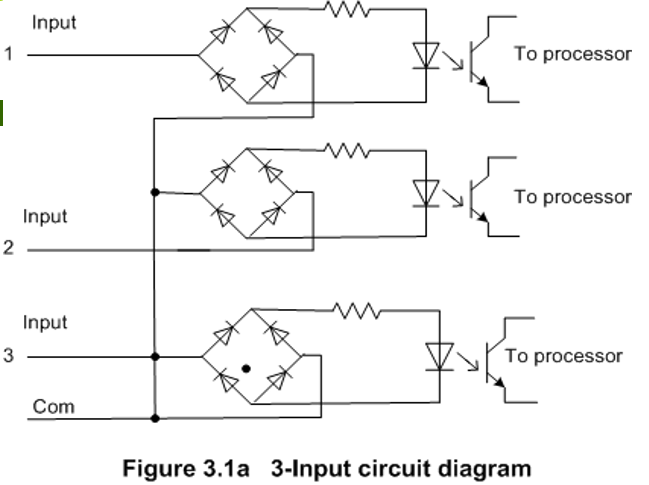 Input
1
To processor
To processor
Input
2
Input
3
To processor
Com
Figure 3.1a 3-Input circuit diagram